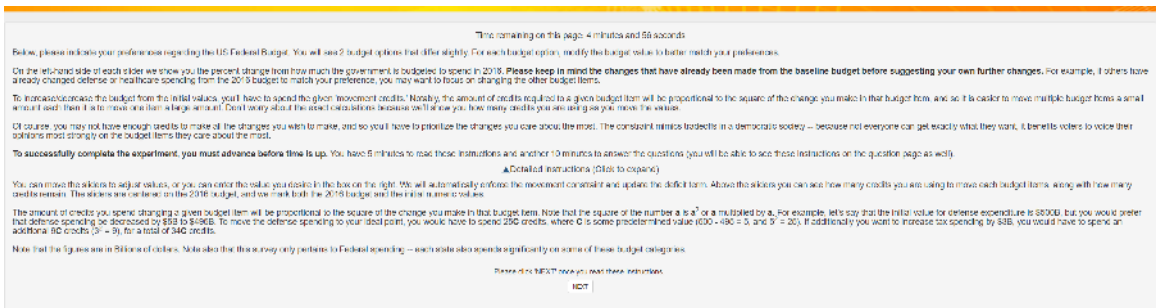 Time remaining on this page: 4 minutes and 56 seconds
Below, please indicate your preferences regarding the US Federal Budget. You will see 2 budget options that differ slightly. For each budget option, modify the budget value to better match your preferences.
On the left-hand side of each slider we show you the percent change from how much the government is budgeted to spend in 2016. Please keep in mind the changes that have already been made from the baseline budget before suggesting your own further changes. For example, if others have
already changed defense or healthcare spending from the 2016 budget to match your preference, you may want to focus on changing the other budget items.
To increase/decrease the budget from the initial values, you'll have to spend the given 'movement credits.' Notably, the amount of credits required to a given budget item will be proportional to the square of the change you make in that budget item, and so it is easier to move multiple budget items a small
amount each than it is to move one item a large amount. Don't worry about the exact calculations because we'll show you how many credits you are using as you move the values.
Of course, you may not have enough credits to make all the changes you wish to make, and so you'll have to prioritize the changes you care about the most. The constraint mimics tradeoffs in a democratic society -- because not everyone can get exactly what they want, it benefits voters to voice their
opinions most strongly on the budget items they care about the most.
To successfully complete the experiment, you must advance before time is up. You have 5 minutes to read these instructions and another 10 minutes to answer the questions (you will be able to see these instructions on the question page as well).
▲Detailed Instructions (Click to expand)
You can move the sliders to adjust values, or you can enter the value you desire in the box on the right. We will automatically enforce the movement constraint and update the deficit term. Above the sliders you can see how many credits you are using to move each budget items, along with how many
credits remain. The sliders are centered on the 2016 budget, and we mark both the 2016 budget and the initial numeric values.
The amount of credits you spend changing a given budget item will be proportional to the square of the change you make in that budget item. Note that the square of the number a is a² or a multiplied by a. For example, let's say that the initial value for defense expenditure is $500B, but you would prefer
that defense spending be decreased by $5B to $495B. To move the defense spending to your ideal point, you would have to spend 25C credits, where C is some predetermined value (500 - 495 = 5, and 5² = 25). If additionally you want to increase tax spending by $3B, you would have to spend an
additional 9C credits (3² = 9), for a total of 34C credits.
Note that the figures are in Billions of dollars. Note also that this survey only pertains to Federal spending -- each state also spends significantly on some of these budget categories.
Please click 'NEXT' once you read these instructions
NEXT